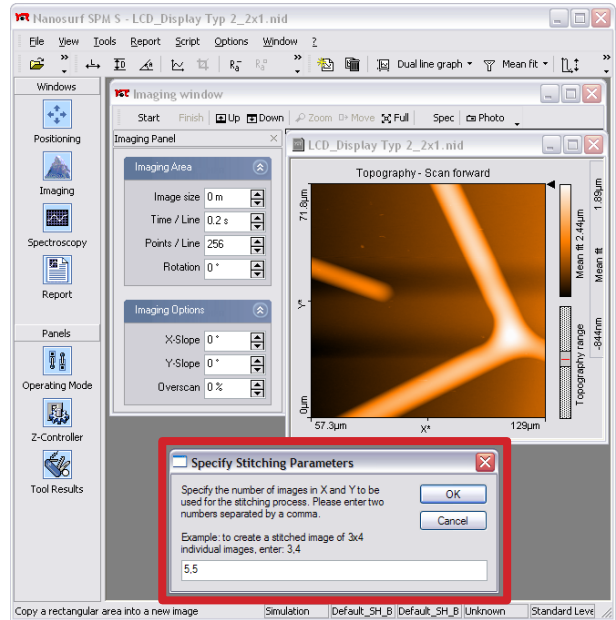 Nanosurf SPM S - LCD_Display Typ 2_2x1.nid
File View Tools Report Script Options Window ?
Dual line graph Mean fit
Windows
Positioning
Imaging
Spectroscopy
Report
Panels
Operating Mode
Z-Controller
Tool Results
Imaging window
Start Finish Up Down Zoom Move Full Spec Photo
Imaging Panel
Imaging Area
Image size 0 m
Time / Line 0.2 s
Points / Line 256
Rotation 0°
Imaging Options
X-Slope 0°
Y-Slope 0°
Overscan 0 %
LCD_Display Typ 2_2x1.nid
Topography - Scan forward
71.8µm
Y*
0µm
57.3µm X* 129µm
Mean fit 2.44µm
Topography range
1.89µm
Mean fit
-844nm
Specify Stitching Parameters
Specify the number of images in X and Y to be
used for the stitching process. Please enter two
numbers separated by a comma.
Example: to create a stitched image of 3x4
individual images, enter: 3,4
OK
Cancel
5,5
Copy a rectangular area into a new image Simulation Default_SH_B Default_SH_B Unknown Standard Leve